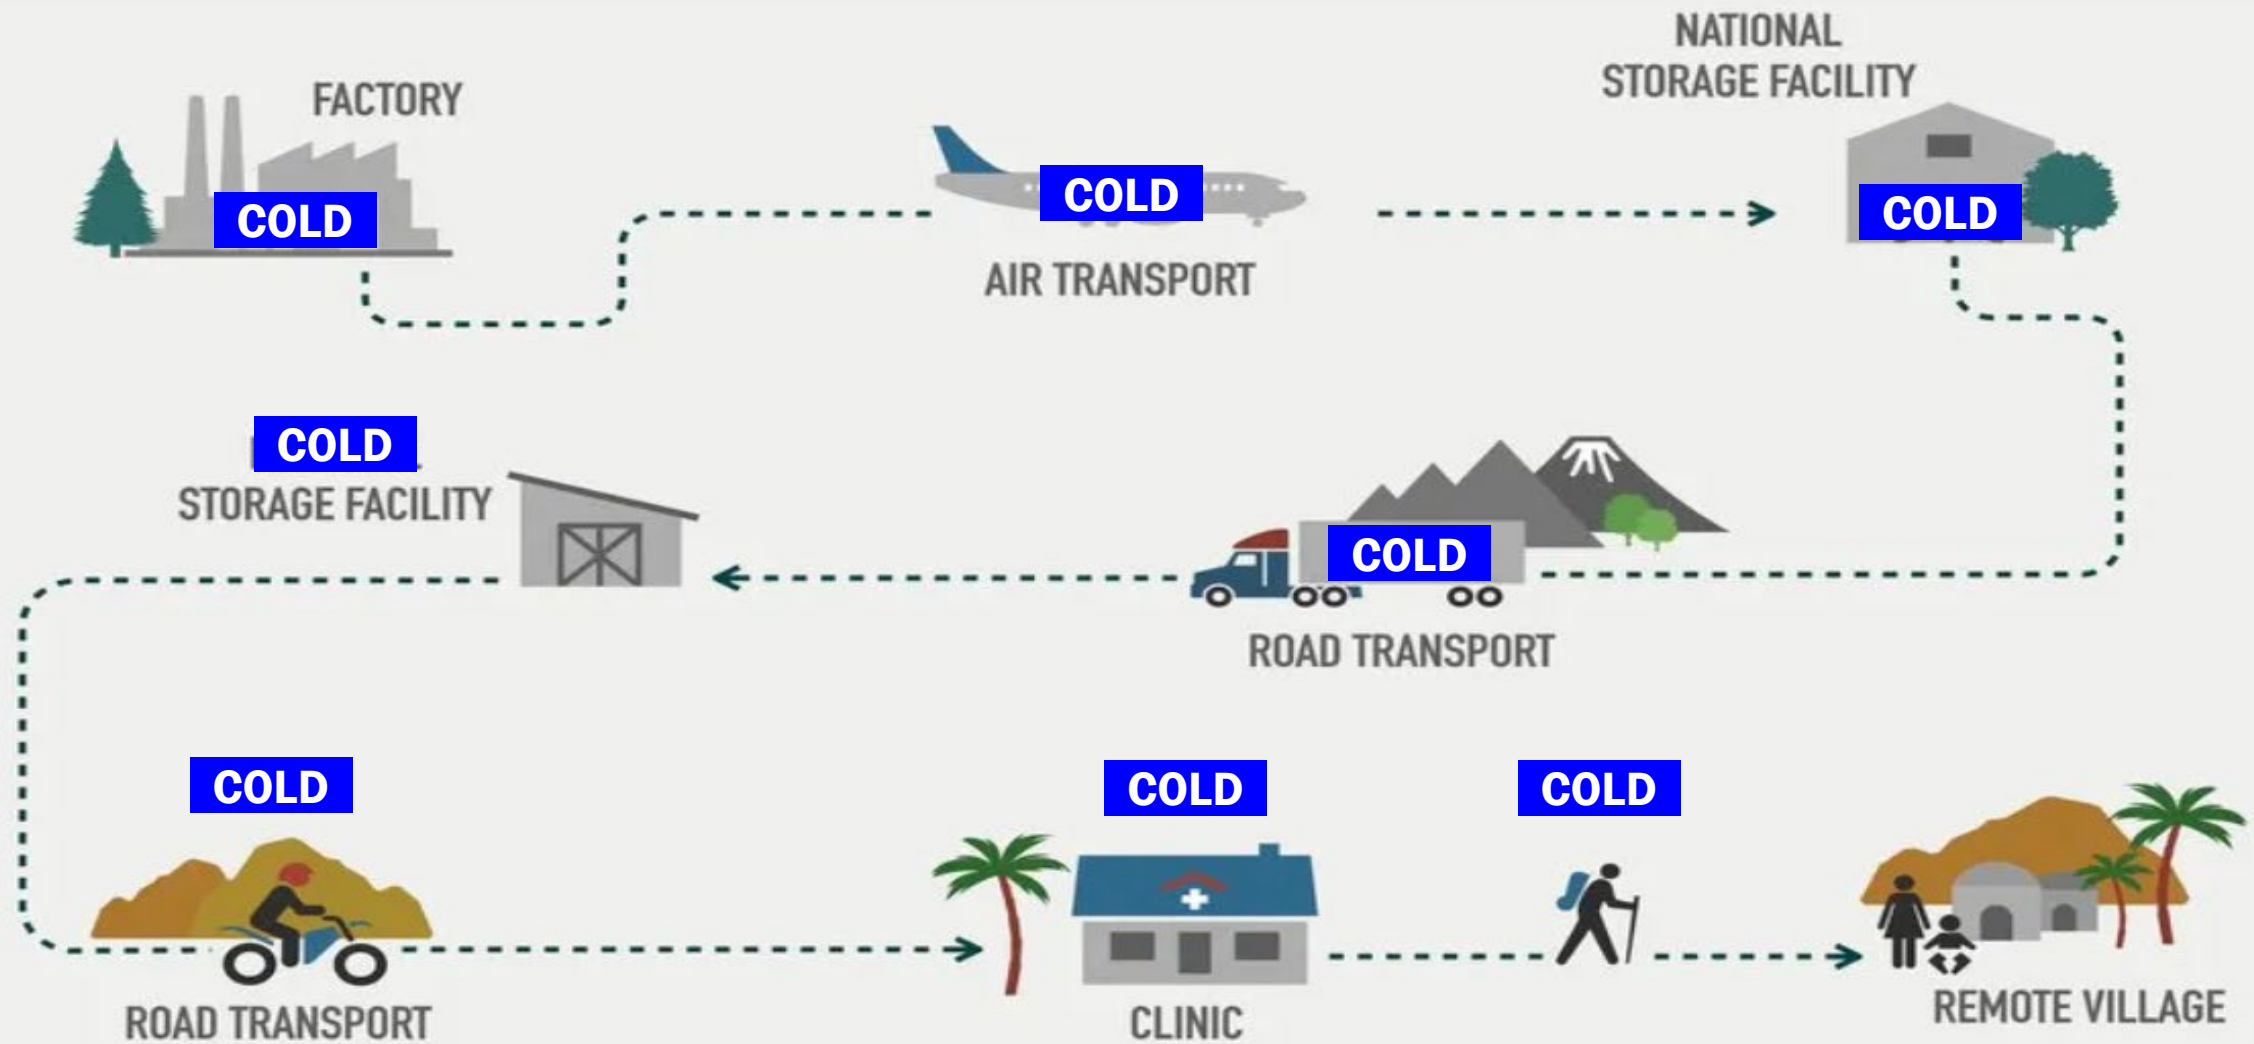 FACTORY
COLD
COLD
AIR TRANSPORT
NATIONAL
STORAGE FACILITY
COLD
COLD
STORAGE FACILITY
COLD
ROAD TRANSPORT
COLD
ROAD TRANSPORT
COLD
CLINIC
COLD
REMOTE VILLAGE